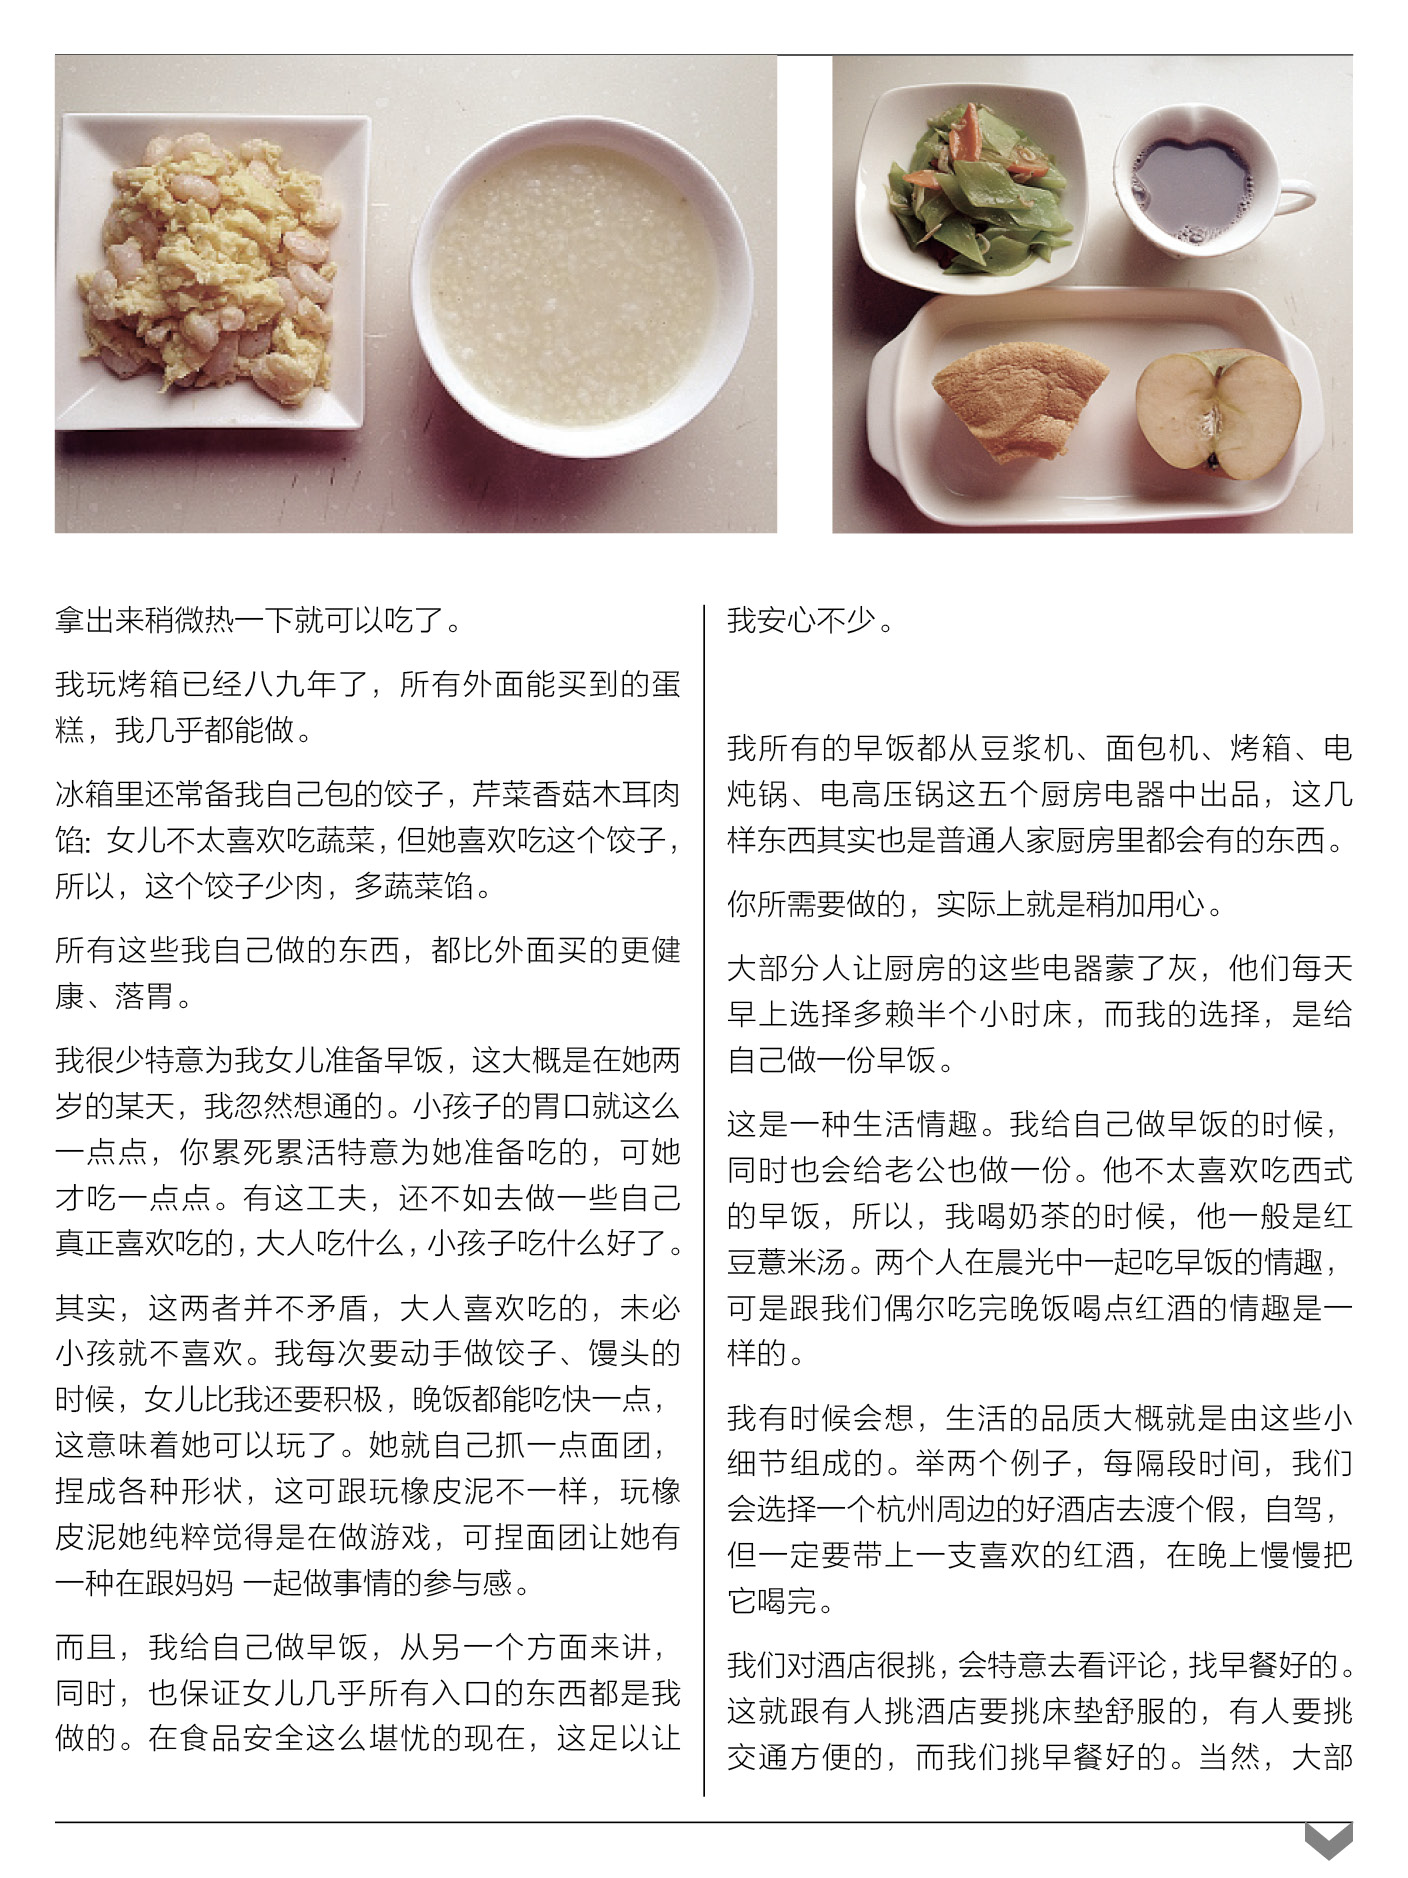 拿出来稍微热一下就可以吃了。
我玩烤箱已经八九年了，所有外面能买到的蛋
糕，我几乎都能做。
冰箱里还常备我自己包的饺子，芹菜香菇木耳肉
馅：女儿不太喜欢吃蔬菜，但她喜欢吃这个饺子，
所以，这个饺子少肉，多蔬菜馅。
所有这些我自己做的东西，都比外面买的更健
康、落胃。
我很少特意为我女儿准备早饭，这大概是在她两
岁的某天，我忽然想通的。小孩子的胃口就这么
一点点，你累死累活特意为她准备吃的，可她
才吃一点点。有这工夫，还不如去做一些自己
真正喜欢吃的，大人吃什么，小孩子吃什么好了。
其实，这两者并不矛盾，大人喜欢吃的，未必
小孩就不喜欢。我每次要动手做饺子、馒头的
时候，女儿比我还要积极，晚饭都能吃快一点，
这意味着她可以玩了。她就自己抓一点面团，
捏成各种形状，这可跟玩橡皮泥不一样，玩橡
皮泥她纯粹觉得是在做游戏，可捏面团让她有
一种在跟妈妈 一起做事情的参与感。
而且，我给自己做早饭，从另一个方面来讲，
同时，也保证女儿几乎所有入口的东西都是我
做的。在食品安全这么堪忧的现在，这足以让
我安心不少。
我所有的早饭都从豆浆机、面包机、烤箱、电
炖锅、电高压锅这五个厨房电器中出品，这几
样东西其实也是普通人家厨房里都会有的东西。
你所需要做的，实际上就是稍加用心。
大部分人让厨房的这些电器蒙了灰，他们每天
早上选择多赖半个小时床，而我的选择，是给
自己做一份早饭。
这是一种生活情趣。我给自己做早饭的时候，
同时也会给老公也做一份。他不太喜欢吃西式
的早饭，所以，我喝奶茶的时候，他一般是红
豆薏米汤。两个人在晨光中一起吃早饭的情趣，
可是跟我们偶尔吃完晚饭喝点红酒的情趣是一
样的。
我有时候会想，生活的品质大概就是由这些小
细节组成的。举两个例子，每隔段时间，我们
会选择一个杭州周边的好酒店去渡个假，自驾，
但一定要带上一支喜欢的红酒，在晚上慢慢把
它喝完。
我们对酒店很挑，会特意去看评论，找早餐好的。
这就跟有人挑酒店要挑床垫舒服的，有人要挑
交通方便的，而我们挑早餐好的。当然，大部